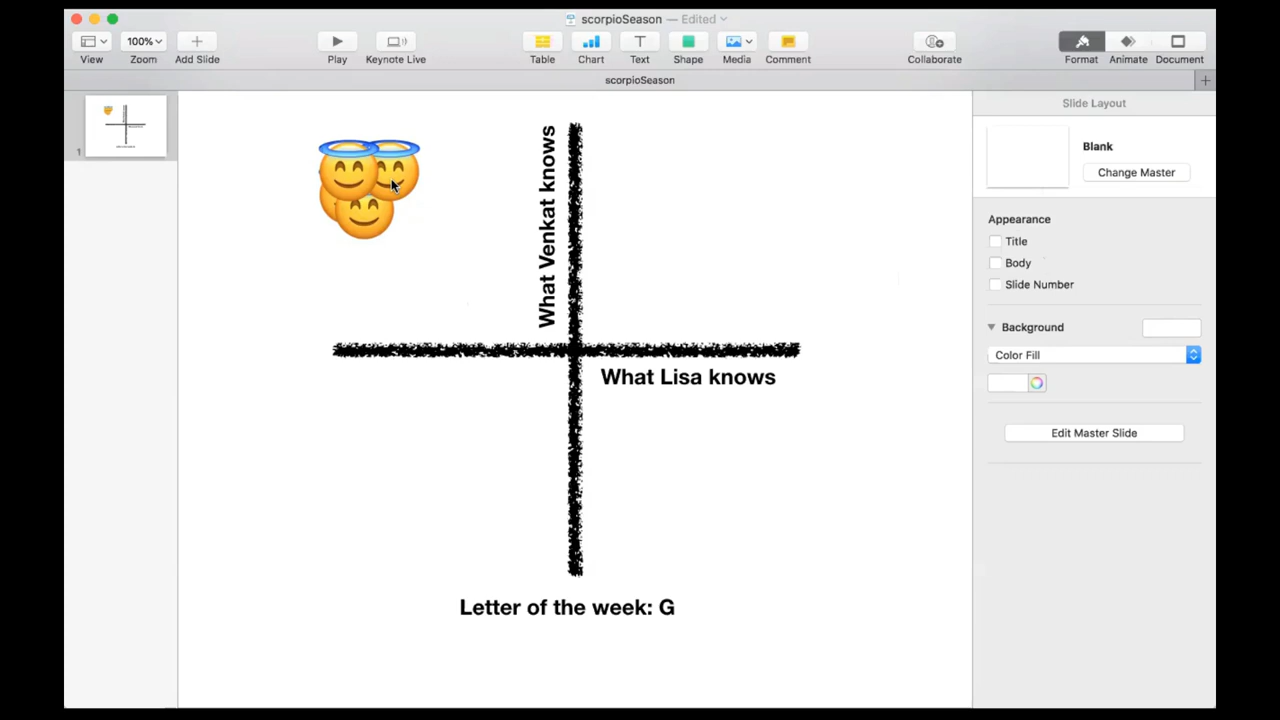 scorpioSeason — Edited
View
100%
Zoom
Add Slide
Play
Keynote Live
Table
Chart
Text
Shape
Media
Comment
Collaborate
Format
Animate
Document
scorpioSeason
1
What Venkat knows
What Lisa knows
Letter of the week: G
Slide Layout
Blank
Change Master
Appearance
Title
Body
Slide Number
Background
Color Fill
Edit Master Slide